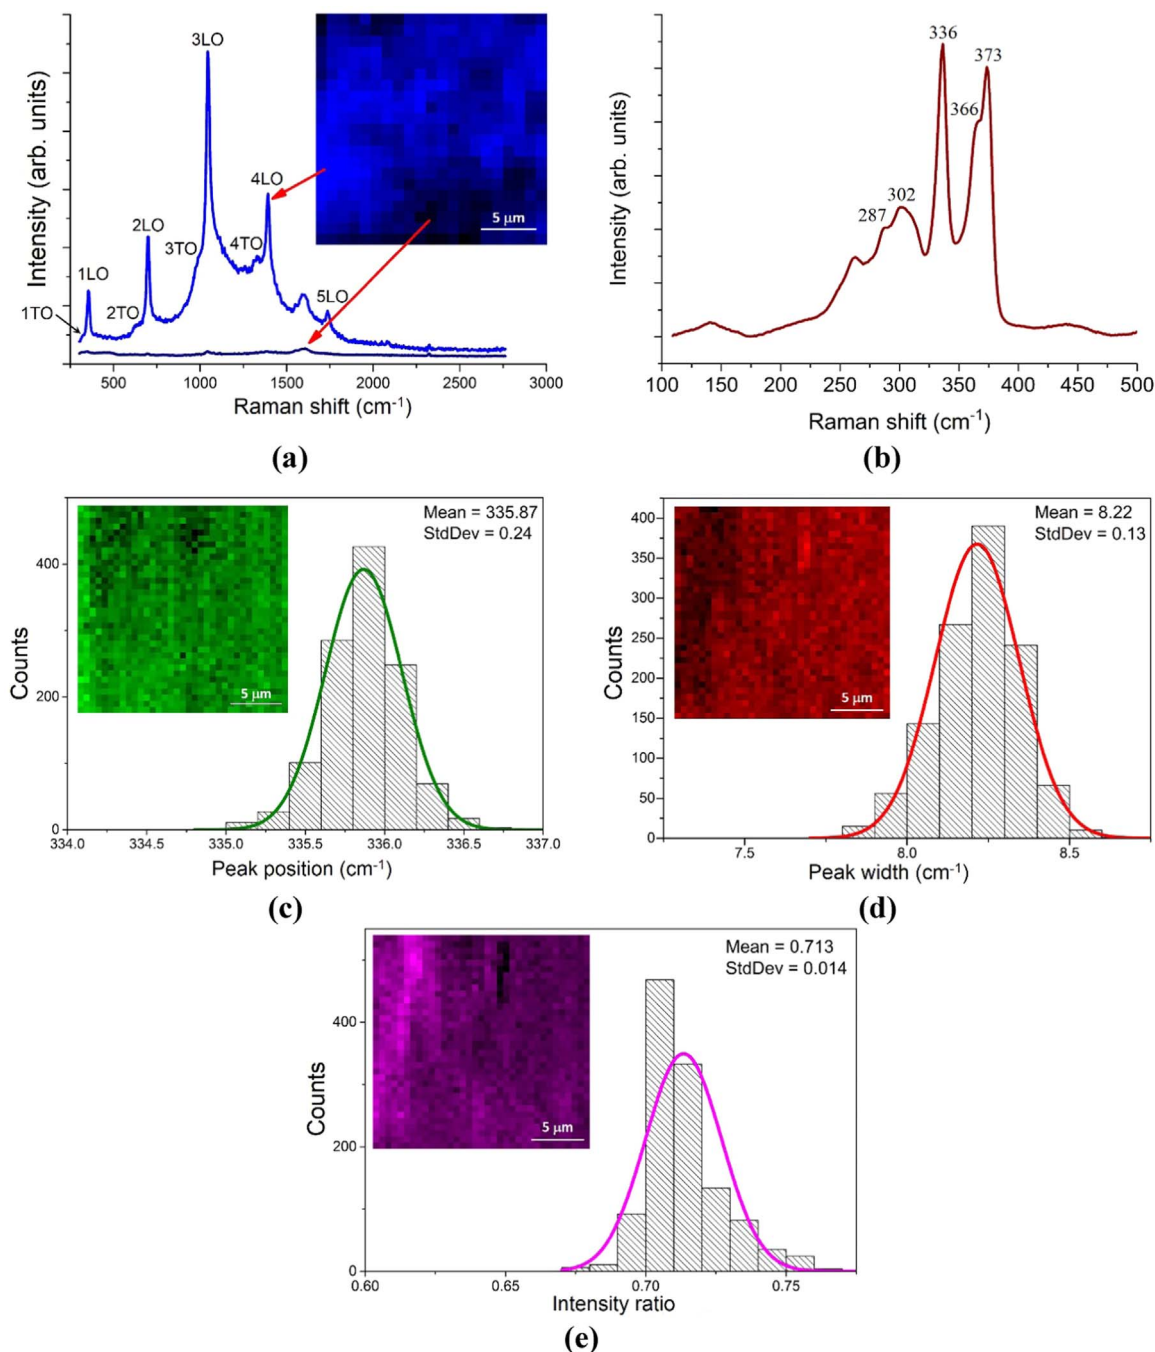 3LO
4LO
2LO
3TO
4TO
1LO
5LO
1TO
2TO
5 μm
Intensity (arb. units)
500 1000 1500 2000 2500 3000
Raman shift (cm⁻¹)
(a)
336
373
366
302
287
Intensity (arb. units)
100 150 200 250 300 350 400 450 500
Raman shift (cm⁻¹)
(b)
Mean = 335.87
StdDev = 0.24
5 μm
Counts
400
200
0
334.0 334.5 335.0 335.5 336.0 336.5 337.0
Peak position (cm⁻¹)
(c)
Mean = 8.22
StdDev = 0.13
5 μm
Counts
400
350
300
250
200
150
100
50
0
7.5 8.0 8.5
Peak width (cm⁻¹)
(d)
Mean = 0.713
StdDev = 0.014
5 μm
Counts
400
200
0
0.60 0.65 0.70 0.75
Intensity ratio
(e)